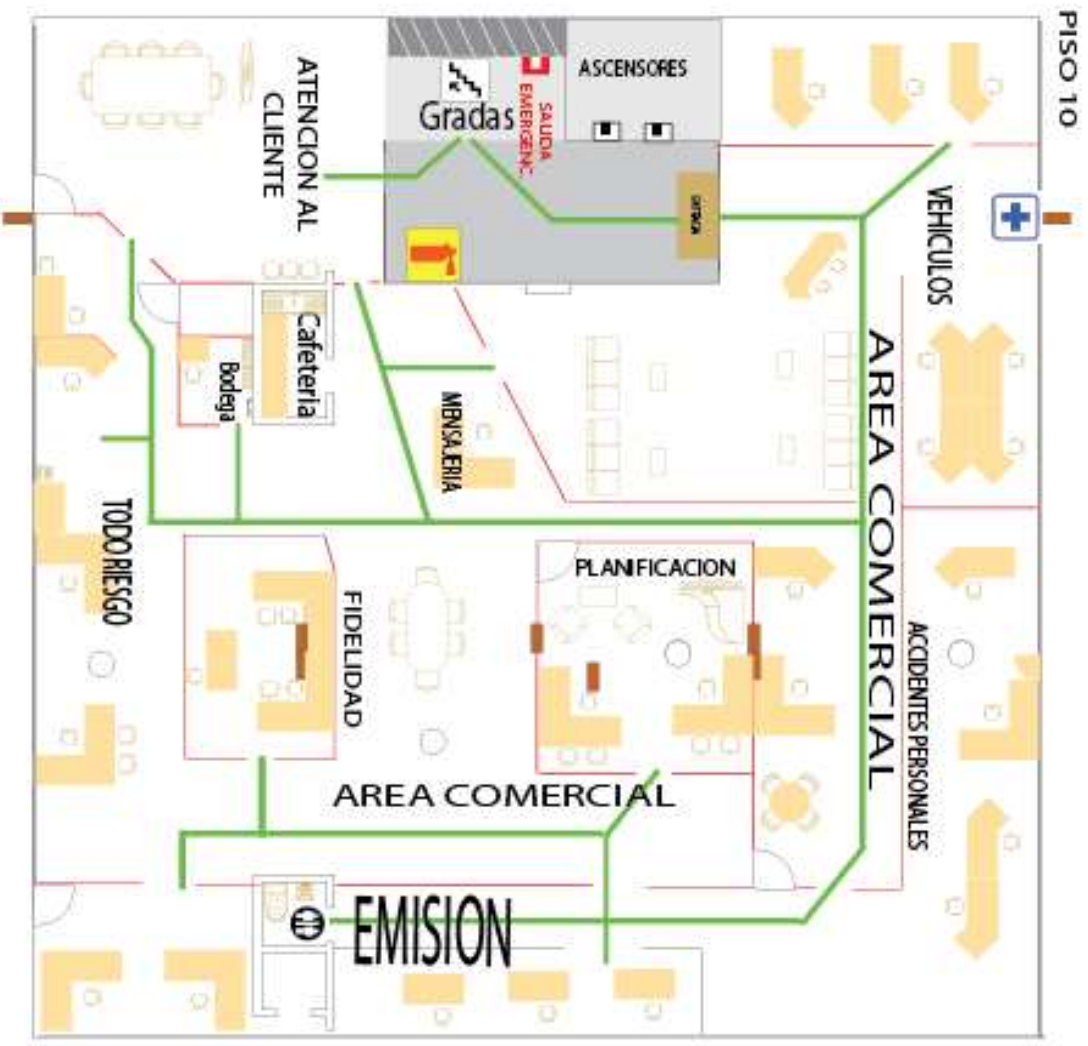 PISO 10
ATENCION AL
CLIENTE
Gradas
SALIDA
EMERGENC.
ASCENSORES
ENTRADA
VEHICULOS
Cafeteria
Bodega
MENSAJERIA
AREA COMERCIAL
TODO RIESGO
FIDELIDAD
PLANIFICACION
ACCIDENTES PERSONALES
AREA COMERCIAL
EMISION